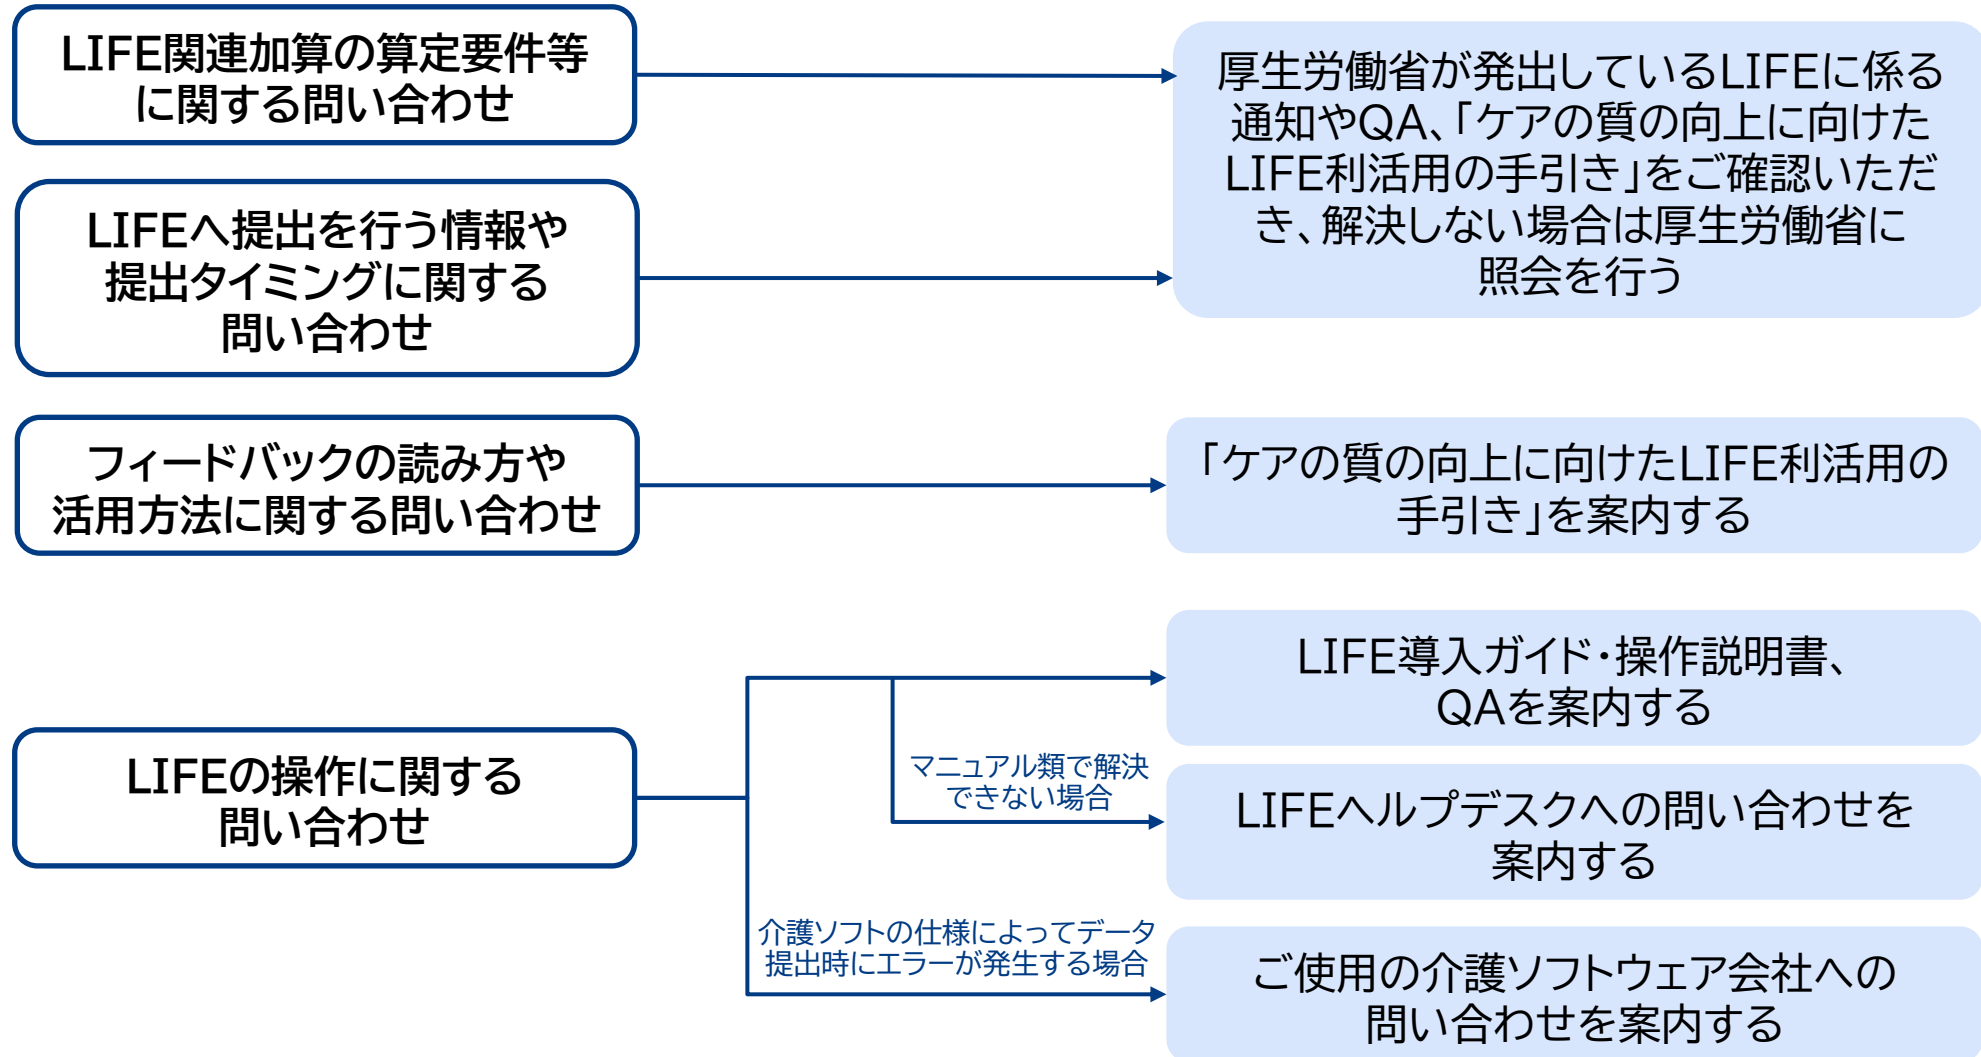 LIFE関連加算の算定要件等
に関する問い合わせ
厚生労働省が発出しているLIFEに係る
通知やQA、「ケアの質の向上に向けた
LIFE利活用の手引き」をご確認いただ
き、解決しない場合は厚生労働省に
照会を行う
LIFEへ提出を行う情報や
提出タイミングに関する
問い合わせ
フィードバックの読み方や
活用方法に関する問い合わせ
「ケアの質の向上に向けたLIFE利活用の
手引き」を案内する
LIFEの操作に関する
問い合わせ
LIFE導入ガイド・操作説明書、
QAを案内する
マニュアル類で解決
できない場合
LIFEヘルプデスクへの問い合わせを
案内する
介護ソフトの仕様によってデータ
提出時にエラーが発生する場合
ご使用の介護ソフトウェア会社への
問い合わせを案内する